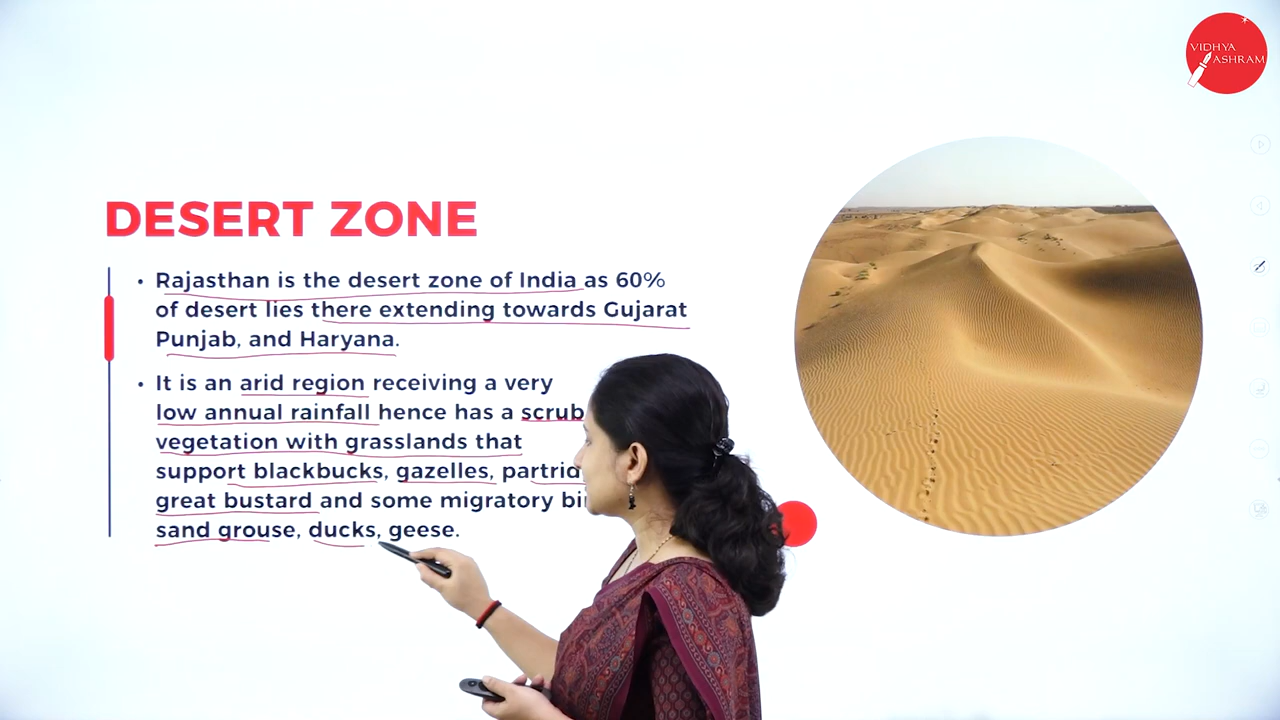 VIDHYA
ASHRAM
DESERT ZONE
• Rajasthan is the desert zone of India as 60%
of desert lies there extending towards Gujarat
Punjab, and Haryana.
• It is an arid region receiving a very
low annual rainfall hence has a scrub
vegetation with grasslands that
support blackbucks, gazelles,
great bustard and some migratory
sand grouse, ducks, geese.